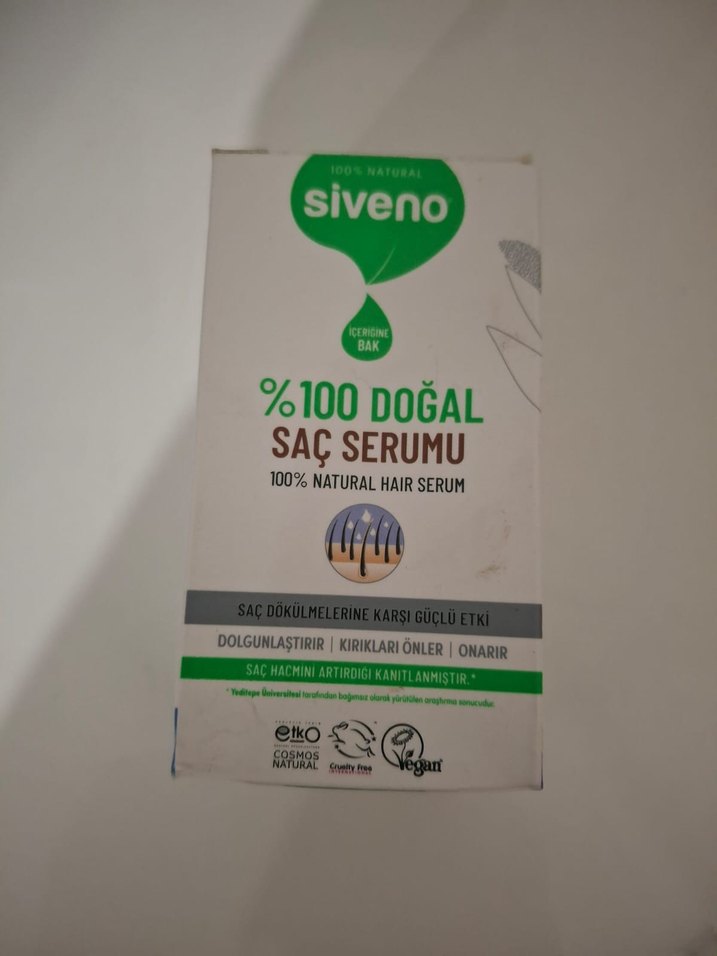 100% NATURAL
siveno
İÇERİĞİNE
BAK
%100 DOĞAL
SAÇ SERUMU
100% NATURAL HAIR SERUM
SAÇ DÖKÜLMELERİNE KARŞI GÜÇLÜ ETKİ
DOLGUNLAŞTIRIR | KIRIKLARI ÖNLER | ONARIR
SAÇ HACMİNİ ARTIRDIĞI KANITLANMIŞTIR.*
* Yeditepe Üniversitesi tarafından bağımsız olarak yürütülen araştırma sonucudur.
etko
COSMOS
NATURAL
Cruelty Free
INTERNATIONAL
Vegan